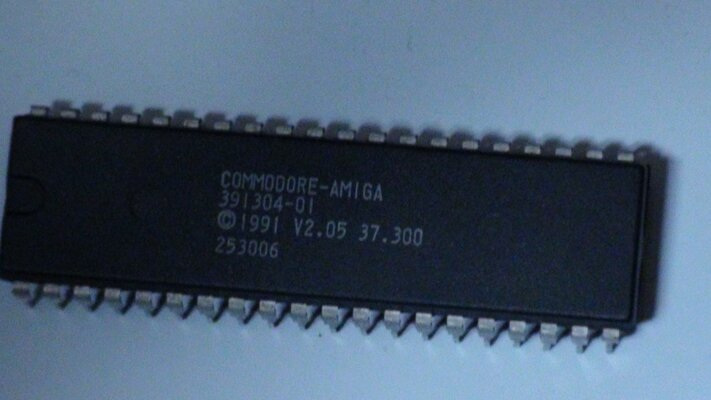 COMMODORE-AMIGA
391304-01
©1991 V2.05 37.300
253006